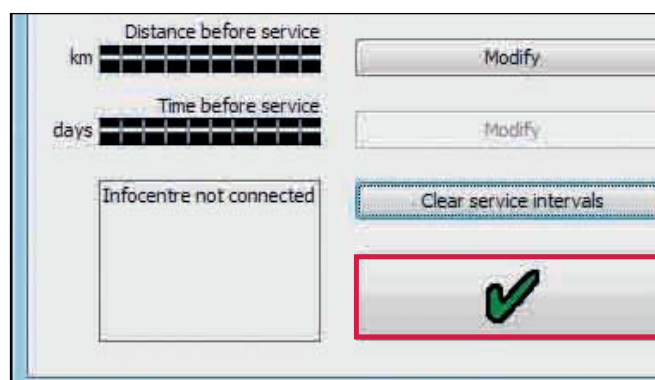 Distance before service
km
Modify
Time before service
days
Modify
Infocentre not connected
Clear service intervals